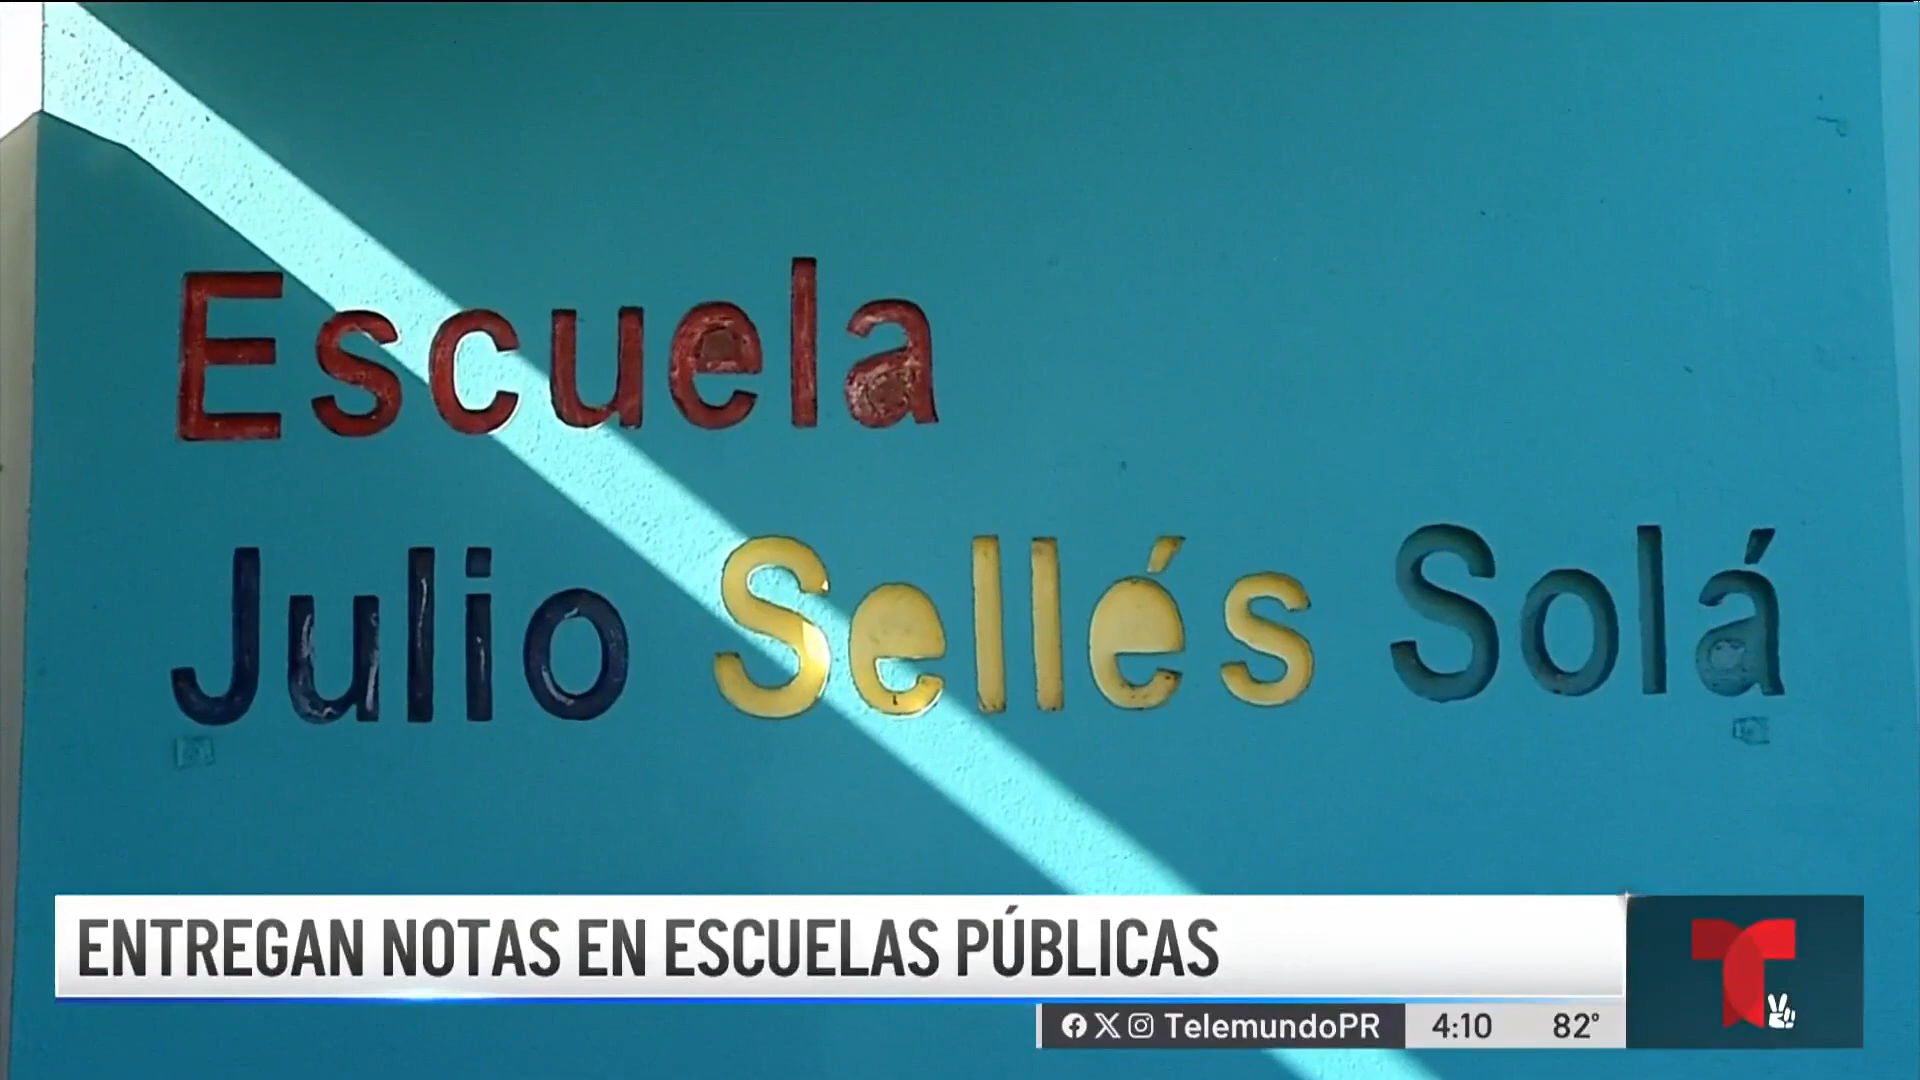 Escuela
Julio Sellés Solá
ENTREGAN NOTAS EN ESCUELAS PÚBLICAS
TelemundoPR 4:10 82°